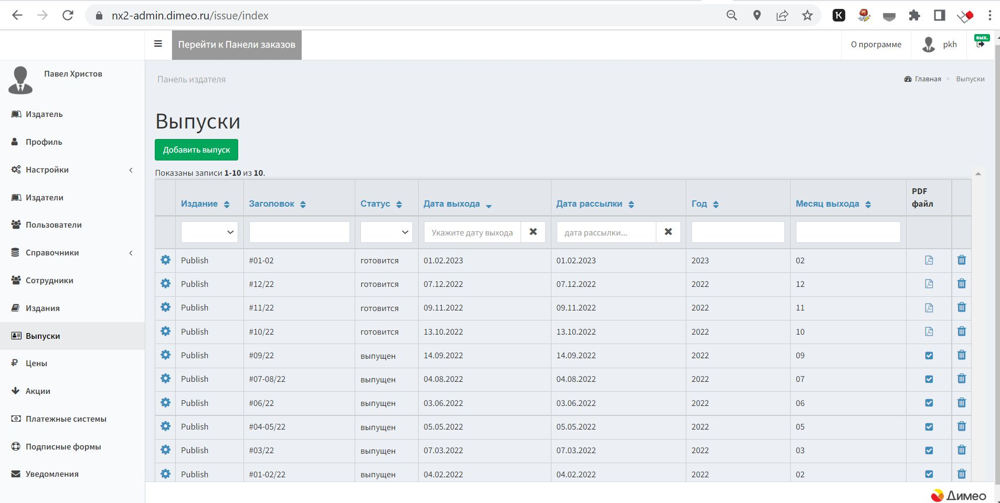 nx2-admin.dimeo.ru/issue/index
Перейти к Панели заказов
О программе
pkh
вых.
Павел Христов
Издатель
Профиль
Настройки
Издатели
Пользователи
Справочники
Сотрудники
Издания
Выпуски
Цены
Акции
Платежные системы
Подписные формы
Уведомления
Панель издателя
Главная > Выпуски
Выпуски
Добавить выпуск
Показаны записи 1-10 из 10.
Издание Заголовок Статус Дата выхода Дата рассылки Год Месяц выхода PDF файл
Укажите дату выхода дата рассылки...
Publish #01-02 готовится 01.02.2023 01.02.2023 2023 02
Publish #12/22 готовится 07.12.2022 07.12.2022 2022 12
Publish #11/22 готовится 09.11.2022 09.11.2022 2022 11
Publish #10/22 готовится 13.10.2022 13.10.2022 2022 10
Publish #09/22 выпущен 14.09.2022 14.09.2022 2022 09
Publish #07-08/22 выпущен 04.08.2022 04.08.2022 2022 07
Publish #06/22 выпущен 03.06.2022 03.06.2022 2022 06
Publish #04-05/22 выпущен 05.05.2022 05.05.2022 2022 05
Publish #03/22 выпущен 07.03.2022 07.03.2022 2022 03
Publish #01-02/22 выпущен 04.02.2022 04.02.2022 2022 02
Димео